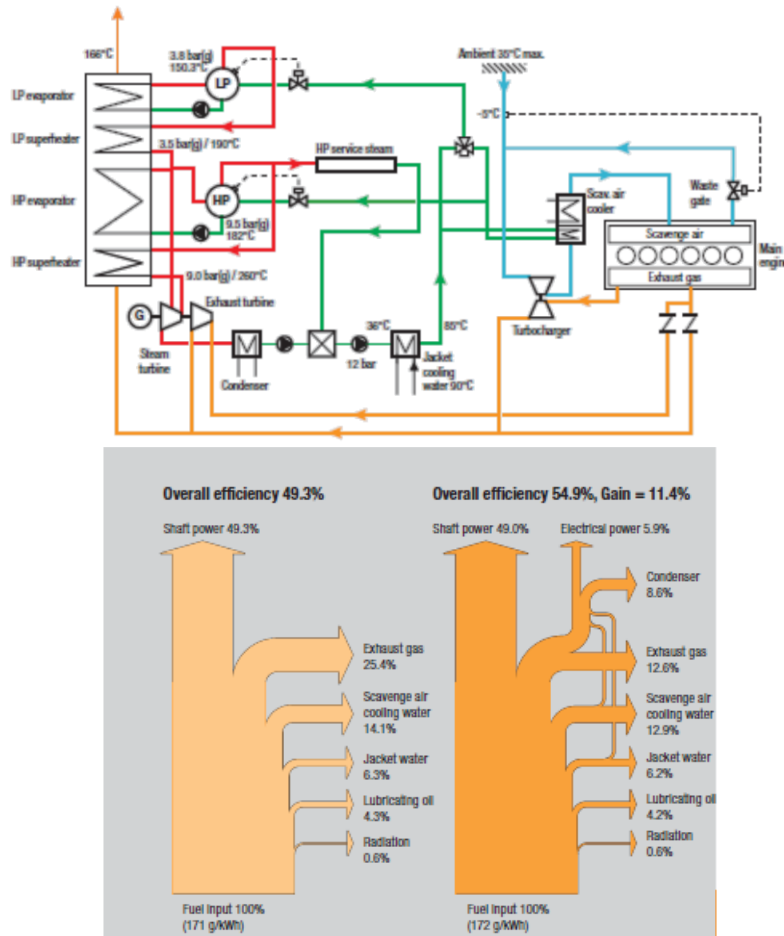 166°C
3.8 bar(g)
150.3°C
LP
LP evaporator
LP superheater
3.5 bar(g) / 190°C
HP service steam
HP evaporator
HP
9.5 bar(g)
182°C
HP superheater
9.0 bar(g) / 260°C
G
Exhaust turbine
Steam
turbine
Condenser
36°C
12 bar
85°C
Jacket
cooling
water 90°C
Ambient 35°C max.
-5°C
Waste
gate
Scav. air
cooler
Scavenge air
Exhaust gas
Main
engine
Turbocharger
Overall efficiency 49.3%
Shaft power 49.3%
Exhaust gas
25.4%
Scavenge air
cooling water
14.1%
Jacket water
6.3%
Lubricating oil
4.3%
Radiation
0.6%
Fuel input 100%
(171 g/kWh)
Overall efficiency 54.9%, Gain = 11.4%
Shaft power 49.0%
Electrical power 5.9%
Condenser
8.6%
Exhaust gas
12.6%
Scavenge air
cooling water
12.9%
Jacket water
6.2%
Lubricating oil
4.2%
Radiation
0.6%
Fuel input 100%
(172 g/kWh)